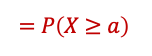 = P(X ≥ a)